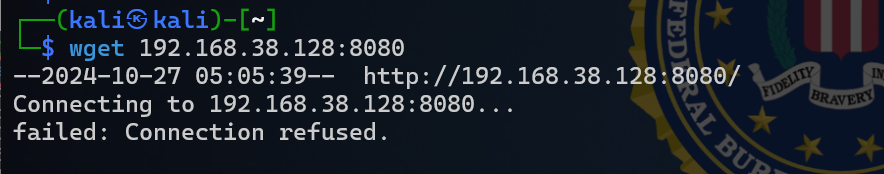 ┌──(kali㉿kali)-[~]
└─$ wget 192.168.38.128:8080
--2024-10-27 05:05:39--  http://192.168.38.128:8080/
Connecting to 192.168.38.128:8080...
failed: Connection refused.
FEDERAL BUR
FIDELITY
BRAVERY
IN